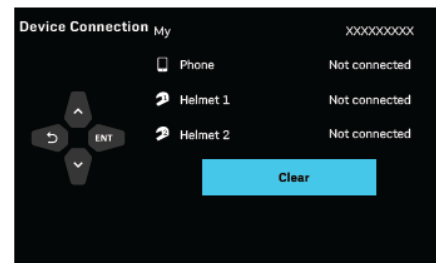 Device Connection My XXXXXXXXX
Phone Not connected
Helmet 1 Not connected
ENT
Helmet 2 Not connected
Clear